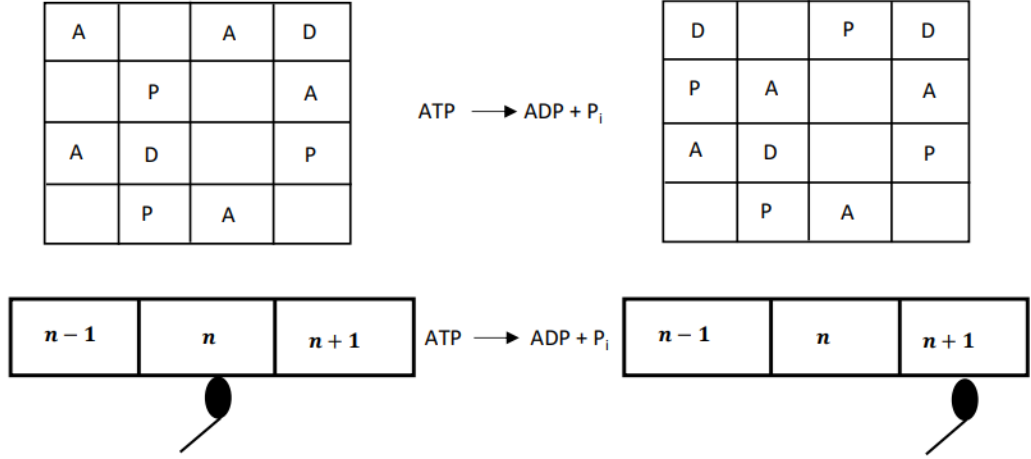 A A D
P A
A D P
P A
ATP → ADP + Pᵢ
D P D
P A A
A D P
P A
n − 1 n n + 1
ATP → ADP + Pᵢ
n − 1 n n + 1